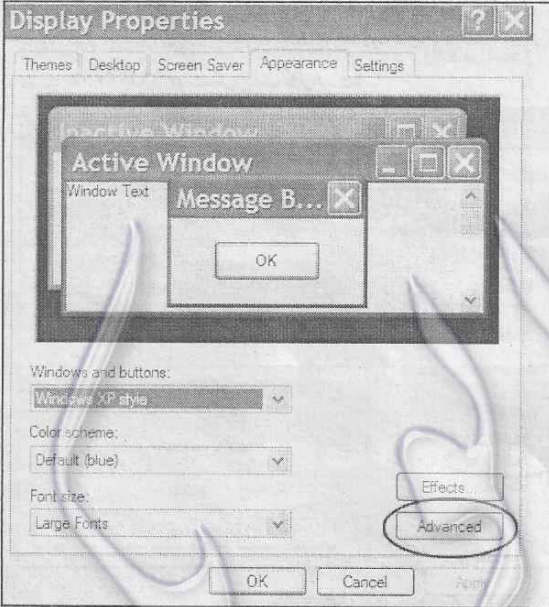 Display Properties
Themes Desktop Screen Saver Appearance Settings
Inactive Window
Active Window
Window Text
Message B...
OK
Windows and buttons:
Windows XP style
Color scheme:
Default (blue)
Font size:
Large Fonts
Effects...
Advanced
OK Cancel Apply